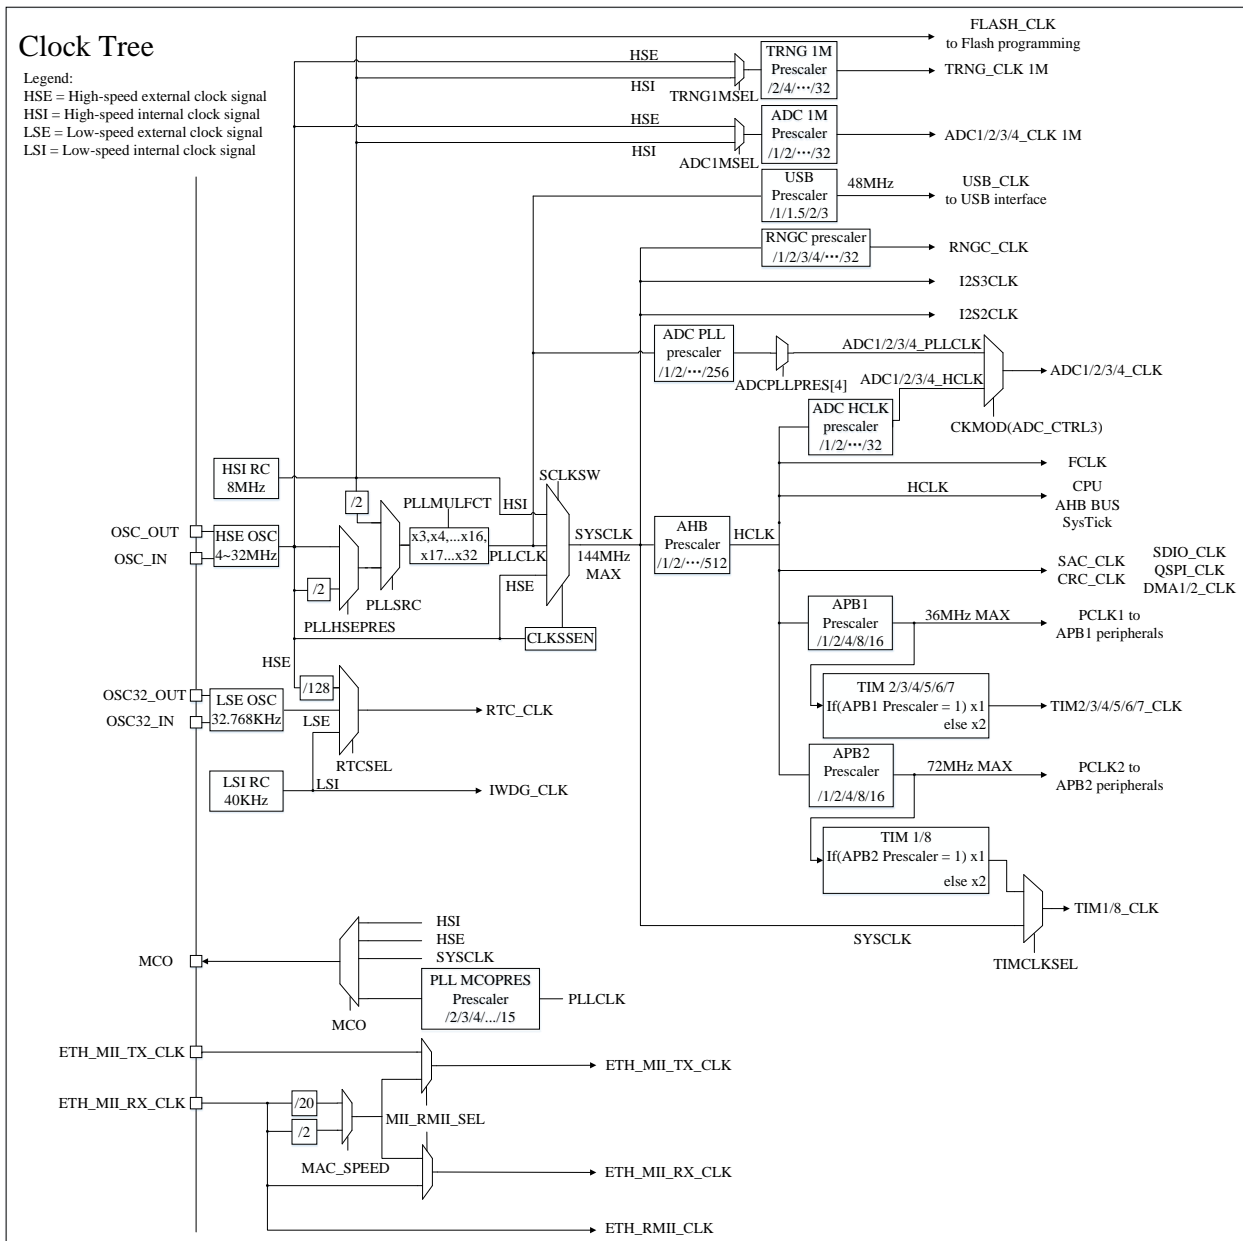 Clock Tree
Legend:
HSE = High-speed external clock signal
HSI = High-speed internal clock signal
LSE = Low-speed external clock signal
LSI = Low-speed internal clock signal
FLASH_CLK
to Flash programming
HSE
HSI
TRNG1MSEL
TRNG 1M
Prescaler
/2/4/···/32
TRNG_CLK 1M
HSE
HSI
ADC1MSEL
ADC 1M
Prescaler
/1/2/···/32
ADC1/2/3/4_CLK 1M
USB
Prescaler
/1/1.5/2/3
48MHz
USB_CLK
to USB interface
RNGC prescaler
/1/2/3/4/···/32
RNGC_CLK
I2S3CLK
I2S2CLK
ADC PLL
prescaler
/1/2/···/256
ADCPLLPRES[4]
ADC1/2/3/4_PLLCLK
ADC1/2/3/4_HCLK
ADC1/2/3/4_CLK
CKMOD(ADC_CTRL3)
ADC HCLK
prescaler
/1/2/···/32
HSI RC
8MHz
/2
PLLMULFCT
SCLKSW
HSI
FCLK
HCLK
CPU
AHB BUS
SysTick
OSC_OUT
OSC_IN
HSE OSC
4~32MHz
/2
PLLHSEPRES
PLLSRC
x3,x4,...x16,
x17...x32
PLLCLK
HSE
SYSCLK
144MHz
MAX
AHB
Prescaler
/1/2/···/512
HCLK
CLKSSEN
SAC_CLK
CRC_CLK
SDIO_CLK
QSPI_CLK
DMA1/2_CLK
APB1
Prescaler
/1/2/4/8/16
36MHz MAX
PCLK1 to
APB1 peripherals
HSE
/128
OSC32_OUT
OSC32_IN
LSE OSC
32.768KHz
LSE
RTC_CLK
RTCSEL
TIM 2/3/4/5/6/7
If(APB1 Prescaler = 1) x1
else x2
TIM2/3/4/5/6/7_CLK
LSI RC
40KHz
LSI
IWDG_CLK
APB2
Prescaler
/1/2/4/8/16
72MHz MAX
PCLK2 to
APB2 peripherals
TIM 1/8
If(APB2 Prescaler = 1) x1
else x2
TIM1/8_CLK
SYSCLK
TIMCLKSEL
HSI
HSE
SYSCLK
MCO
MCO
PLL MCOPRES
Prescaler
/2/3/4/.../15
PLLCLK
ETH_MII_TX_CLK
ETH_MII_TX_CLK
ETH_MII_RX_CLK
/20
/2
MAC_SPEED
MII_RMII_SEL
ETH_MII_RX_CLK
ETH_RMII_CLK